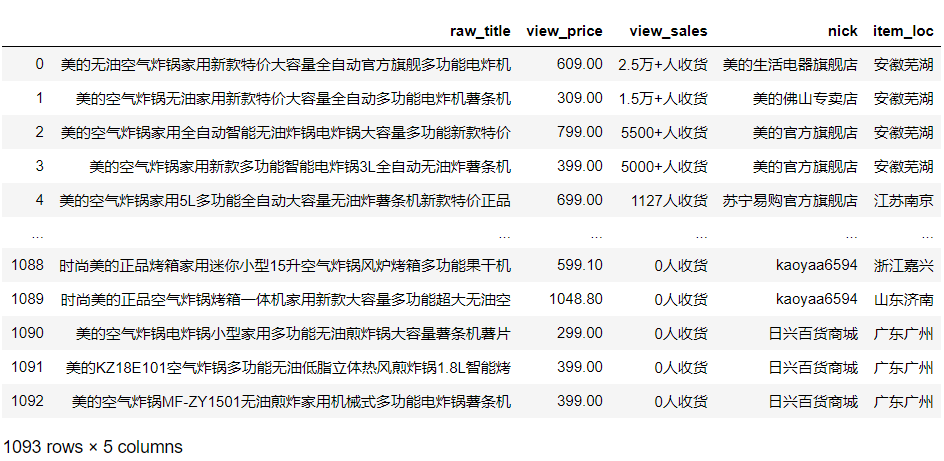 raw_title view_price view_sales nick item_loc
0 美的无油空气炸锅家用新款特价大容量全自动官方旗舰多功能电炸机 609.00 2.5万+人收货 美的生活电器旗舰店 安徽芜湖
1 美的空气炸锅无油家用新款特价大容量全自动多功能电炸机薯条机 309.00 1.5万+人收货 美的佛山专卖店 安徽芜湖
2 美的空气炸锅家用全自动智能无油炸锅电炸锅大容量多功能新款特价 799.00 5500+人收货 美的官方旗舰店 安徽芜湖
3 美的空气炸锅家用新款多功能智能电炸锅3L全自动无油炸薯条机 399.00 5000+人收货 美的官方旗舰店 安徽芜湖
4 美的空气炸锅家用5L多功能全自动大容量无油炸薯条机新款特价正品 699.00 1127人收货 苏宁易购官方旗舰店 江苏南京
... ... ... ... ... ...
1088 时尚美的正品烤箱家用迷你小型15升空气炸锅风炉烤箱多功能果干机 599.10 0人收货 kaoyaa6594 浙江嘉兴
1089 时尚美的正品空气炸锅烤箱一体机家用新款大容量多功能超大无油空 1048.80 0人收货 kaoyaa6594 山东济南
1090 美的空气炸锅电炸锅小型家用多功能无油煎炸锅大容量薯条机薯片 299.00 0人收货 日兴百货商城 广东广州
1091 美的KZ18E101空气炸锅多功能无油低脂立体热风煎炸锅1.8L智能烤 399.00 0人收货 日兴百货商城 广东广州
1092 美的空气炸锅MF-ZY1501无油煎炸家用机械式多功能电炸锅薯条机 399.00 0人收货 日兴百货商城 广东广州
1093 rows × 5 columns